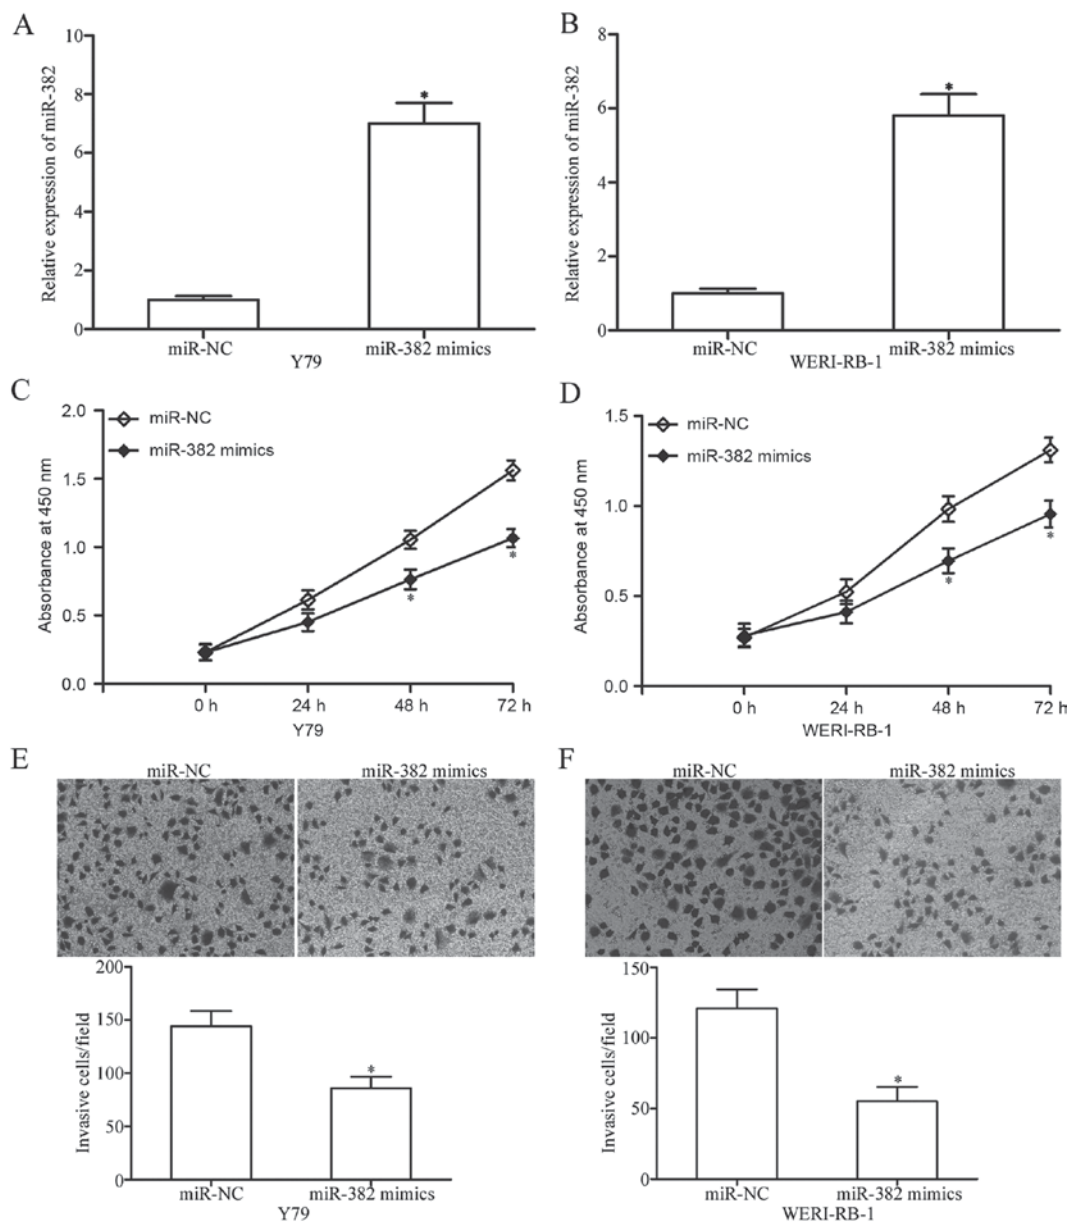 A
Relative expression of miR-382
10
8
6
4
2
0
*
miR-NC
miR-382 mimics
Y79
B
Relative expression of miR-382
8
6
4
2
0
*
miR-NC
miR-382 mimics
WERI-RB-1
C
Absorbance at 450 nm
2.0
1.5
1.0
0.5
0.0
miR-NC
miR-382 mimics
*
*
0 h
24 h
48 h
72 h
Y79
D
Absorbance at 450 nm
1.5
1.0
0.5
0.0
miR-NC
miR-382 mimics
*
*
0 h
24 h
48 h
72 h
WERI-RB-1
E
miR-NC
miR-382 mimics
Invasive cells/field
200
150
100
50
0
*
miR-NC
miR-382 mimics
Y79
F
miR-NC
miR-382 mimics
Invasive cells/field
150
100
50
0
*
miR-NC
miR-382 mimics
WERI-RB-1